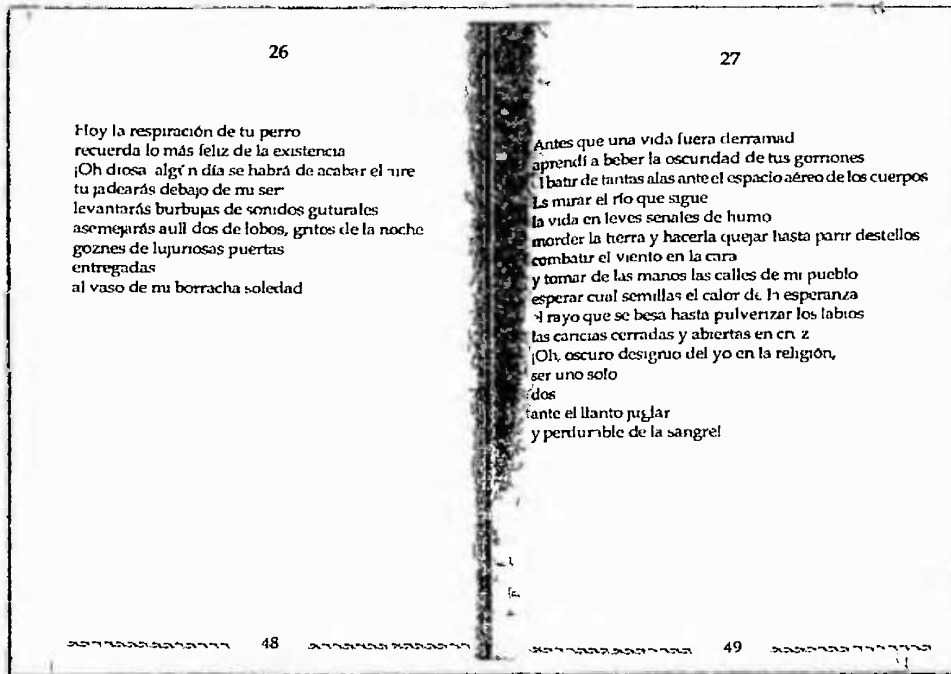 26
Hoy la respiración de tu perro
recuerda lo más feliz de la existencia
¡Oh diosa algún día se habrá de acabar el aire
tu jadearás debajo de mi ser
levantarás burbujas de sonidos guturales
asemejarás aullidos de lobos, gritos de la noche
goznes de lujuriosas puertas
entregadas
al vaso de mi borracha soledad
48
27
Antes que una vida fuera derramad
aprendí a beber la oscuridad de tus gorriones
l batir de tantas alas ante el espacio aéreo de los cuerpos
Es mirar el río que sigue
la vida en leves senales de humo
morder la tierra y hacerla quejar hasta parir destellos
combatir el viento en la cara
y tomar de las manos las calles de mi pueblo
esperar cual semillas el calor de la esperanza
el rayo que se besa hasta pulverizar los labios
las caricias cerradas y abiertas en cruz
¡Oh, oscuro designio del yo en la religión,
ser uno solo
dos
ante el llanto juglar
y perdurable de la sangre!
49